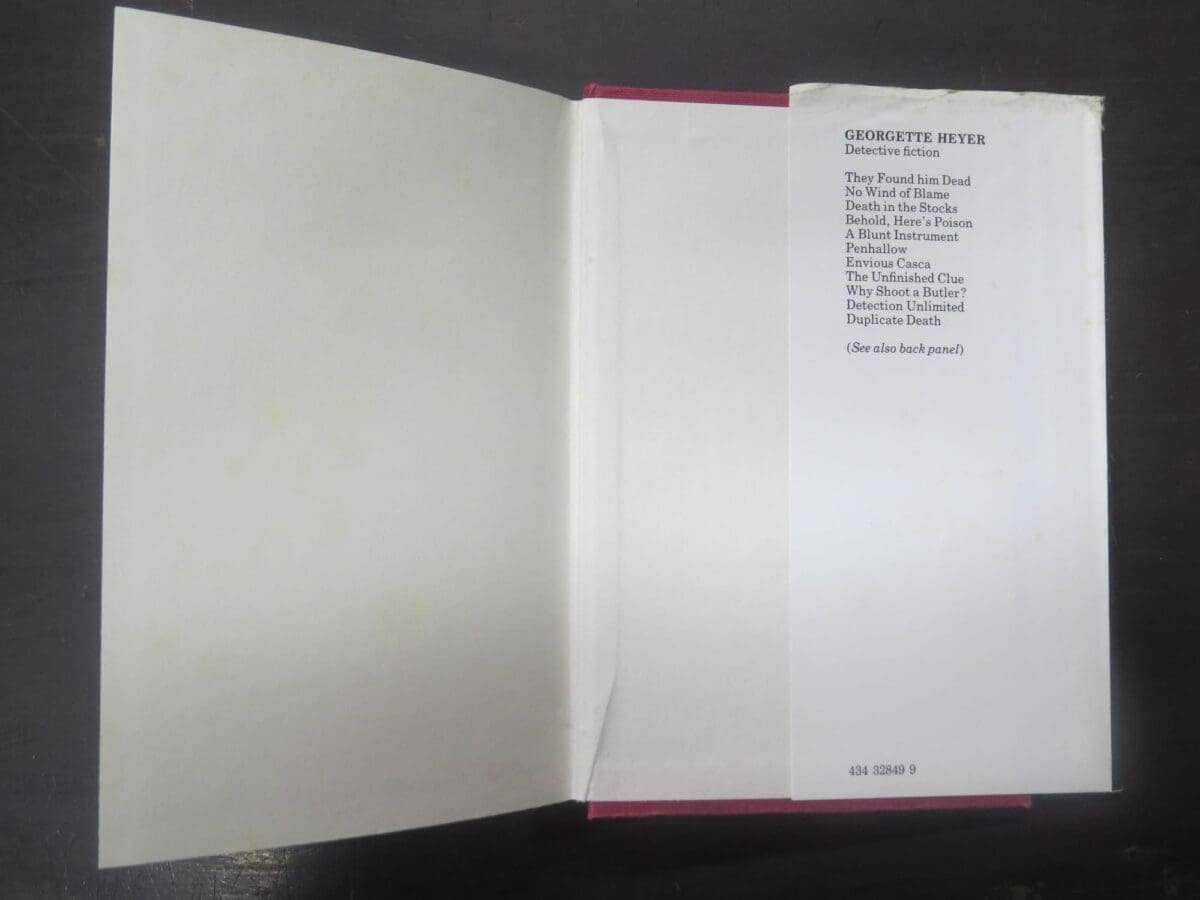 GEORGETTE HEYER
Detective fiction
They Found him Dead
No Wind of Blame
Death in the Stocks
Behold, Here's Poison
A Blunt Instrument
Penhallow
Envious Casca
The Unfinished Clue
Why Shoot a Butler?
Detection Unlimited
Duplicate Death
(See also back panel)
434 32849 9